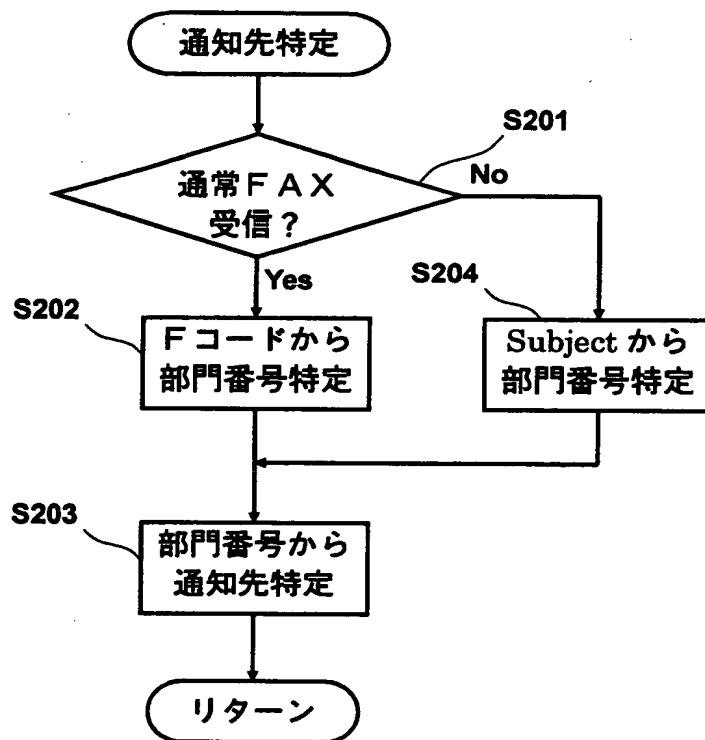 通知先特定
S201
通常ＦＡＸ
受信？
No
Yes
S202
Ｆコードから
部門番号特定
S204
Subject から
部門番号特定
S203
部門番号から
通知先特定
リターン